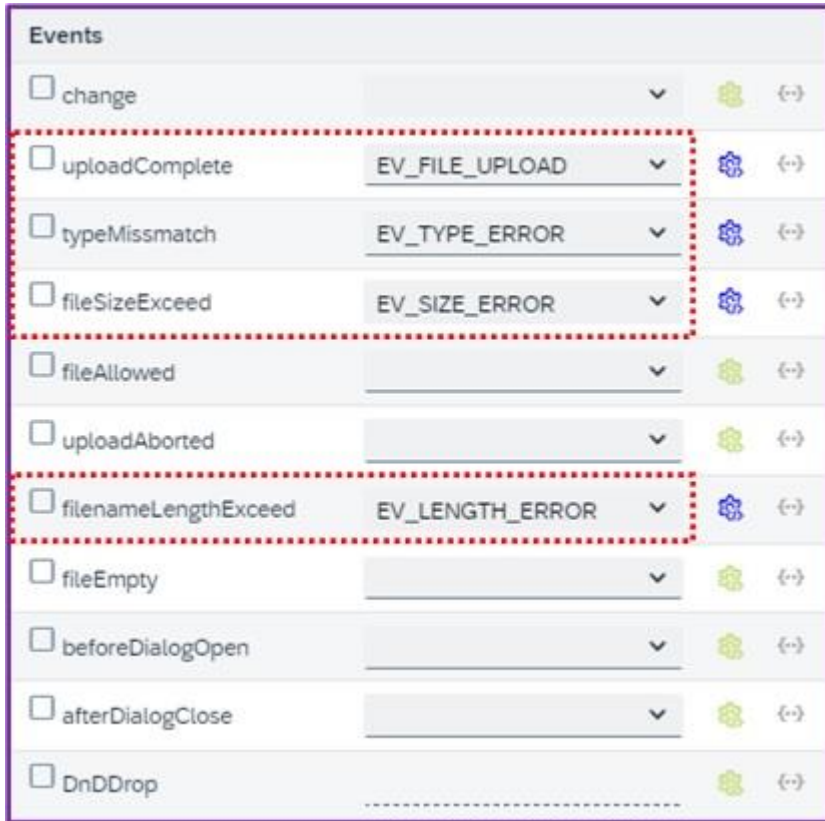 Events
change
uploadComplete EV_FILE_UPLOAD
typeMissmatch EV_TYPE_ERROR
fileSizeExceed EV_SIZE_ERROR
fileAllowed
uploadAborted
filenameLengthExceed EV_LENGTH_ERROR
fileEmpty
beforeDialogOpen
afterDialogClose
DnDDrop